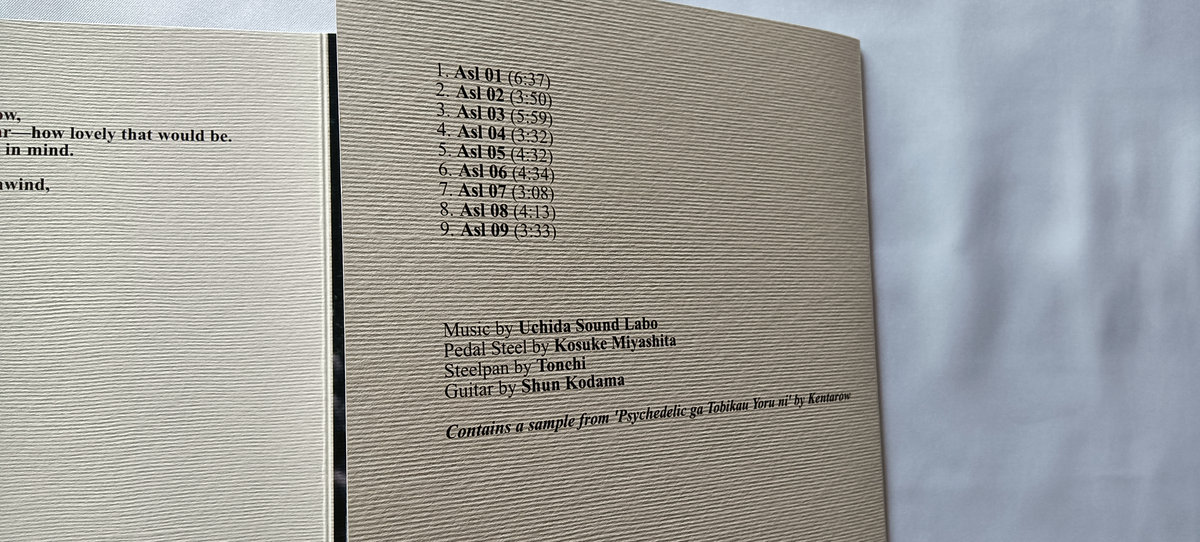 how lovely that would be.
in mind.
1. Asl 01 (6:37)
2. Asl 02 (3:50)
3. Asl 03 (5:59)
4. Asl 04 (3:32)
5. Asl 05 (4:32)
6. Asl 06 (4:34)
7. Asl 07 (3:08)
8. Asl 08 (4:13)
9. Asl 09 (3:33)
Music by Uchida Sound Labo
Pedal Steel by Kosuke Miyashita
Steelpan by Tonchi
Guitar by Shun Kodama
Contains a sample from 'Psychedelic ga Tobikau Yoru ni' by Kentarow